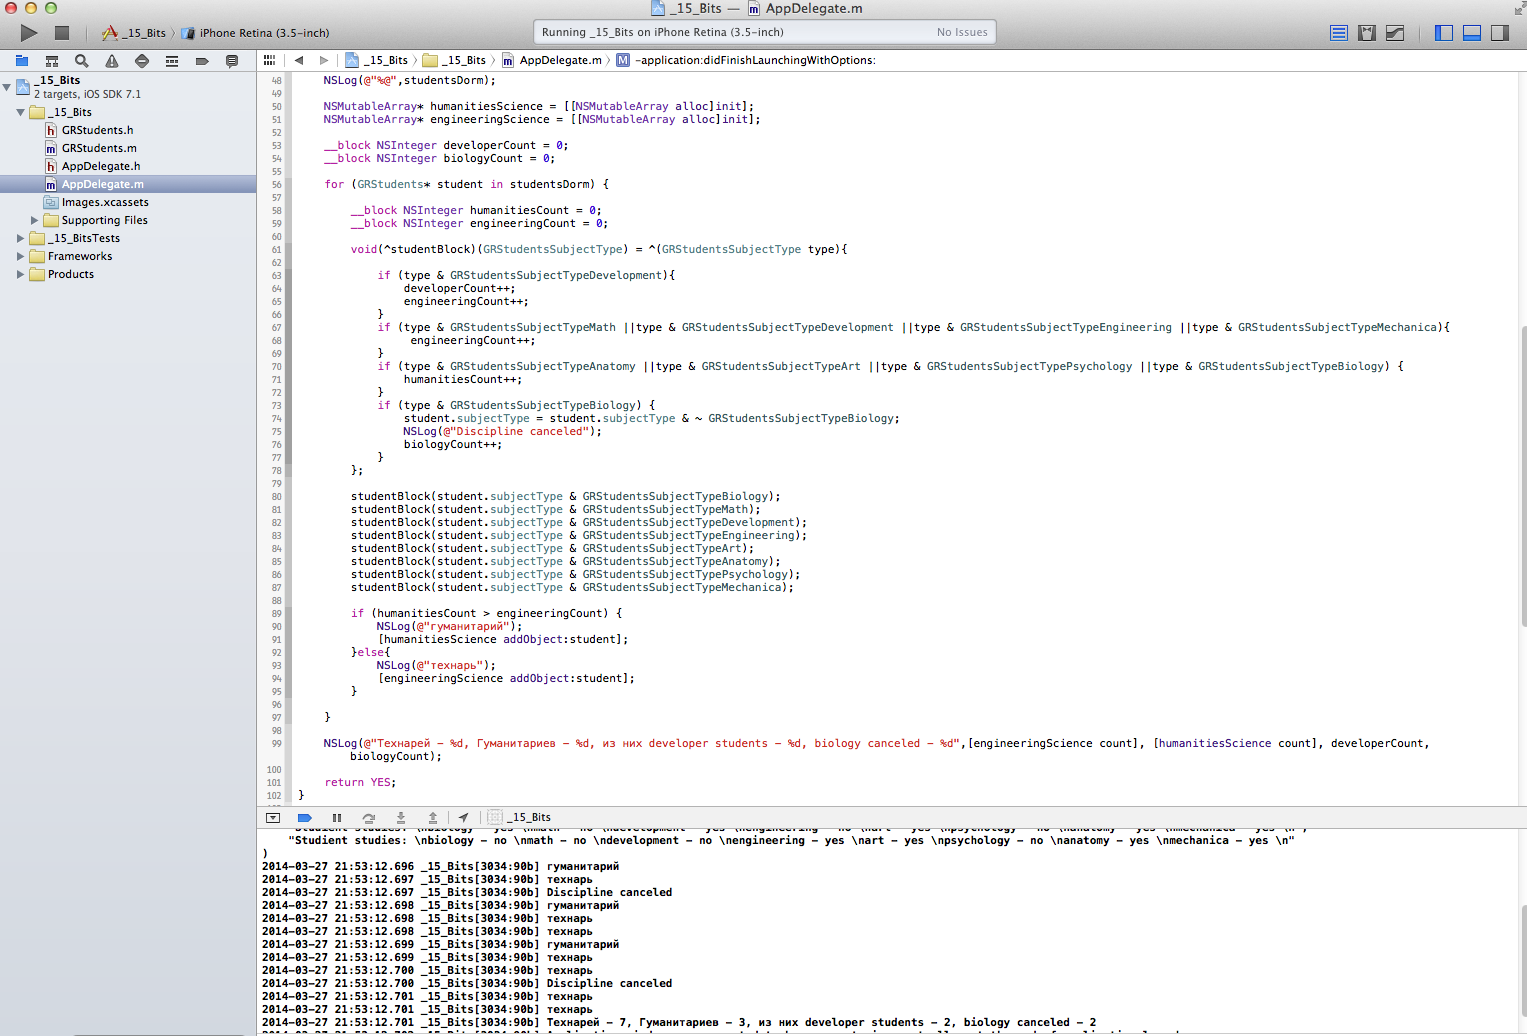 _15_Bits — AppDelegate.m
_15_Bits 〉 iPhone Retina (3.5-inch)
Running _15_Bits on iPhone Retina (3.5-inch) No Issues
_15_Bits 〉 _15_Bits 〉 AppDelegate.m 〉 M -application:didFinishLaunchingWithOptions:
_15_Bits
2 targets, iOS SDK 7.1
_15_Bits
h GRStudents.h
m GRStudents.m
h AppDelegate.h
m AppDelegate.m
Images.xcassets
Supporting Files
_15_BitsTests
Frameworks
Products
48 NSLog(@"%@",studentsDorm);
49
50 NSMutableArray* humanitiesScience = [[NSMutableArray alloc]init];
51 NSMutableArray* engineeringScience = [[NSMutableArray alloc]init];
52
53 __block NSInteger developerCount = 0;
54 __block NSInteger biologyCount = 0;
55
56 for (GRStudents* student in studentsDorm) {
57
58 __block NSInteger humanitiesCount = 0;
59 __block NSInteger engineeringCount = 0;
60
61 void(^studentBlock)(GRStudentsSubjectType) = ^(GRStudentsSubjectType type){
62
63 if (type & GRStudentsSubjectTypeDevelopment){
64 developerCount++;
65 engineeringCount++;
66 }
67 if (type & GRStudentsSubjectTypeMath ||type & GRStudentsSubjectTypeDevelopment ||type & GRStudentsSubjectTypeEngineering ||type & GRStudentsSubjectTypeMechanica){
68 engineeringCount++;
69 }
70 if (type & GRStudentsSubjectTypeAnatomy ||type & GRStudentsSubjectTypeArt ||type & GRStudentsSubjectTypePsychology ||type & GRStudentsSubjectTypeBiology) {
71 humanitiesCount++;
72 }
73 if (type & GRStudentsSubjectTypeBiology) {
74 student.subjectType = student.subjectType & ~ GRStudentsSubjectTypeBiology;
75 NSLog(@"Discipline canceled");
76 biologyCount++;
77 }
78 };
79
80 studentBlock(student.subjectType & GRStudentsSubjectTypeBiology);
81 studentBlock(student.subjectType & GRStudentsSubjectTypeMath);
82 studentBlock(student.subjectType & GRStudentsSubjectTypeDevelopment);
83 studentBlock(student.subjectType & GRStudentsSubjectTypeEngineering);
84 studentBlock(student.subjectType & GRStudentsSubjectTypeArt);
85 studentBlock(student.subjectType & GRStudentsSubjectTypeAnatomy);
86 studentBlock(student.subjectType & GRStudentsSubjectTypePsychology);
87 studentBlock(student.subjectType & GRStudentsSubjectTypeMechanica);
88
89 if (humanitiesCount > engineeringCount) {
90 NSLog(@"гуманитарий");
91 [humanitiesScience addObject:student];
92 }else{
93 NSLog(@"технарь");
94 [engineeringScience addObject:student];
95 }
96
97 }
98
99 NSLog(@"Технарей - %d, Гуманитариев - %d, из них developer students - %d, biology canceled - %d",[engineeringScience count], [humanitiesScience count], developerCount,
biologyCount);
100
101 return YES;
102 }
_15_Bits
"Studient studies: \nbiology - yes \nmath - no \ndevelopment - yes \nengineering - no \nart - yes \npsychology - no \nanatomy - yes \nmechanica - yes \n",
"Studient studies: \nbiology - no \nmath - no \ndevelopment - no \nengineering - yes \nart - yes \npsychology - no \nanatomy - yes \nmechanica - yes \n"
)
2014-03-27 21:53:12.696 _15_Bits[3034:90b] гуманитарий
2014-03-27 21:53:12.697 _15_Bits[3034:90b] технарь
2014-03-27 21:53:12.697 _15_Bits[3034:90b] Discipline canceled
2014-03-27 21:53:12.698 _15_Bits[3034:90b] гуманитарий
2014-03-27 21:53:12.698 _15_Bits[3034:90b] технарь
2014-03-27 21:53:12.698 _15_Bits[3034:90b] технарь
2014-03-27 21:53:12.699 _15_Bits[3034:90b] гуманитарий
2014-03-27 21:53:12.699 _15_Bits[3034:90b] технарь
2014-03-27 21:53:12.700 _15_Bits[3034:90b] технарь
2014-03-27 21:53:12.700 _15_Bits[3034:90b] Discipline canceled
2014-03-27 21:53:12.701 _15_Bits[3034:90b] технарь
2014-03-27 21:53:12.701 _15_Bits[3034:90b] технарь
2014-03-27 21:53:12.701 _15_Bits[3034:90b] Технарей - 7, Гуманитариев - 3, из них developer students - 2, biology canceled - 2